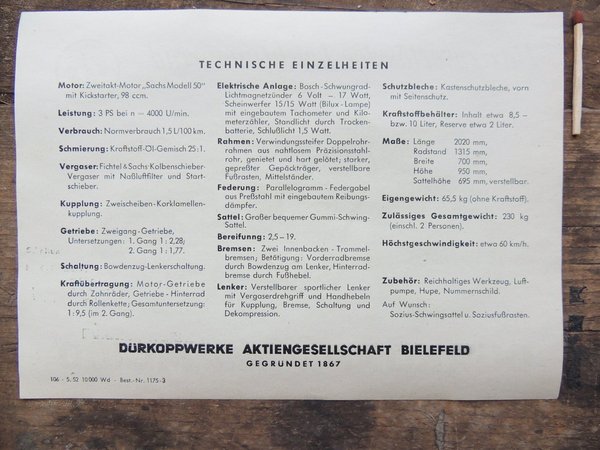 TECHNISCHE EINZELHEITEN
Motor: Zweitakt-Motor „Sachs Modell 50"
mit Kickstarter, 98 ccm.
Leistung: 3 PS bei n = 4000 U/min.
Verbrauch: Normverbrauch 1,5 L/100 km.
Schmierung: Kraftstoff-Öl-Gemisch 25:1.
Vergaser: Fichtel & Sachs Kolbenschieber-
Vergaser mit Naßluftfilter und Start-
schieber.
Kupplung: Zweischeiben-Korklamellen-
kupplung.
Getriebe: Zweigang-Getriebe,
Untersetzungen: 1. Gang 1 : 2,28;
2. Gang 1 : 1,77.
Schaltung: Bowdenzug-Lenkerschaltung.
Kraftübertragung: Motor-Getriebe
durch Zahnräder, Getriebe - Hinterrad
durch Rollenkette; Gesamtuntersetzung:
1 : 9,5 (im 2. Gang).
Elektrische Anlage: Bosch-Schwungrad-
Lichtmagnetzünder 6 Volt — 17 Watt,
Scheinwerfer 15/15 Watt (Bilux-Lampe)
mit eingebautem Tachometer und Kilo-
meterzähler, Standlicht durch Trocken-
batterie, Schlußlicht 1,5 Watt.
Rahmen: Verwindungssteifer Doppelrohr-
rahmen aus nahtlosem Präzisionsstahl-
rohr, genietet und hart gelötet; starker,
gepreßter Gepäckträger, verstellbare
Fußrasten, Mittelständer.
Federung: Parallelogramm - Federgabel
aus Preßstahl mit eingebautem Reibungs-
dämpfer.
Sattel: Großer bequemer Gummi-Schwing-
Sattel.
Bereifung: 2,5—19.
Bremsen: Zwei Innenbacken - Trommel-
bremsen; Betätigung: Vorderradbremse
durch Bowdenzug am Lenker, Hinterrad-
bremse durch Fußhebel.
Lenker: Verstellbarer sportlicher Lenker
mit Vergaserdrehgriff und Handhebeln
für Kupplung, Bremse, Schaltung und
Dekompression.
Schutzbleche: Kastenschutzbleche, vorn
mit Seitenschutz.
Kraftstoffbehälter: Inhalt etwa 8,5 —
bzw. 10 Liter, Reserve etwa 2 Liter.
Maße: Länge 2020 mm,
Radstand 1315 mm,
Breite 700 mm,
Höhe 950 mm,
Sattelhöhe 695 mm, verstellbar.
Eigengewicht: 65,5 kg (ohne Kraftstoff).
Zulässiges Gesamtgewicht: 230 kg
(einschl. 2 Personen).
Höchstgeschwindigkeit: etwa 60 km/h.
Zubehör: Reichhaltiges Werkzeug, Luft-
pumpe, Hupe, Nummernschild.
Auf Wunsch:
Sozius-Schwingsattel u. Soziusfußrasten.
DÜRKOPPWERKE AKTIENGESELLSCHAFT BIELEFELD
GEGRÜNDET 1867
106 - 5. 52 10 000 Wd - Best.-Nr. 1175-3